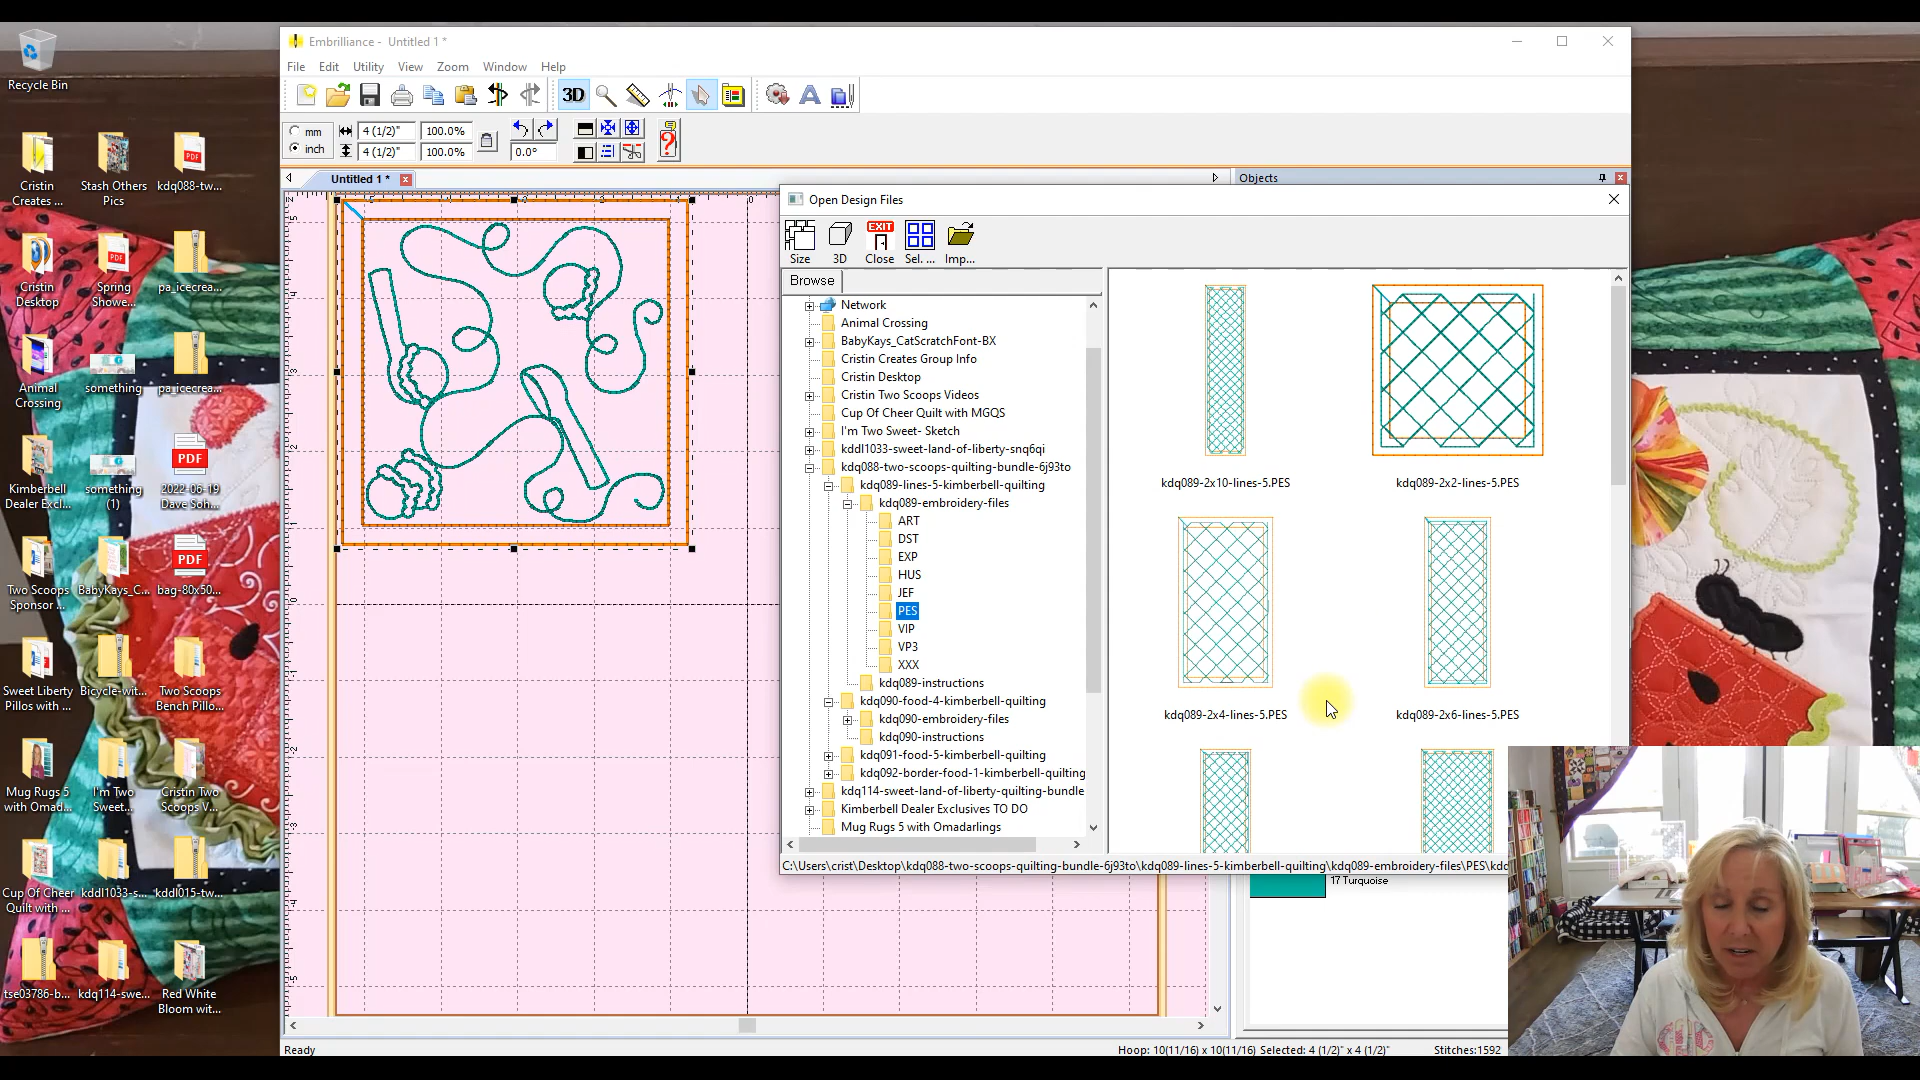 Recycle Bin
Cristin
Creates ...
Stash Others
Pics
kdq088-tw...
Cristin
Desktop
Spring
Showe...
pa_icecrea...
Animal
Crossing
something
pa_icecrea...
Kimberbell
Dealer Excl...
something
(1)
2022-06-19
Dave Soh...
Two Scoops
Sponsor ...
BabyKays_C...
bag-80x50...
Sweet Liberty
Pillos with ...
Bicycle-wit...
Two Scoops
Bench Pillo...
Mug Rugs 5
with Omad...
I'm Two
Sweet...
Cristin Two
Scoops V...
Cup Of Cheer
Quilt with ...
kddl1033-s...
kddl015-tw...
tse03786-b...
kdq114-swe...
Red White
Bloom wit...
PDF
PDF
PDF
PDF
Embrilliance - Untitled 1 *
File Edit Utility View Zoom Window Help
3D
mm
inch
4 (1/2)" 100.0%
4 (1/2)" 100.0%
0.0°
Untitled 1 *
Objects
Open Design Files
EXIT
Size 3D Close Sel. ... Imp...
Browse
Network
Animal Crossing
BabyKays_CatScratchFont-BX
Cristin Creates Group Info
Cristin Desktop
Cristin Two Scoops Videos
Cup Of Cheer Quilt with MGQS
I'm Two Sweet- Sketch
kddl1033-sweet-land-of-liberty-snq6qi
kdq088-two-scoops-quilting-bundle-6j93to
kdq089-lines-5-kimberbell-quilting
kdq089-embroidery-files
ART
DST
EXP
HUS
JEF
PES
VIP
VP3
XXX
kdq089-instructions
kdq090-food-4-kimberbell-quilting
kdq090-embroidery-files
kdq090-instructions
kdq091-food-5-kimberbell-quilting
kdq092-border-food-1-kimberbell-quilting
kdq114-sweet-land-of-liberty-quilting-bundle
Kimberbell Dealer Exclusives TO DO
Mug Rugs 5 with Omadarlings
kdq089-2x10-lines-5.PES
kdq089-2x2-lines-5.PES
kdq089-2x4-lines-5.PES
kdq089-2x6-lines-5.PES
C:\Users\crist\Desktop\kdq088-two-scoops-quilting-bundle-6j93to\kdq089-lines-5-kimberbell-quilting\kdq089-embroidery-files\PES\kdq
17 Turquoise
Ready
Hoop: 10(11/16) x 10(11/16) Selected: 4 (1/2)" x 4 (1/2)"
Stitches:1592